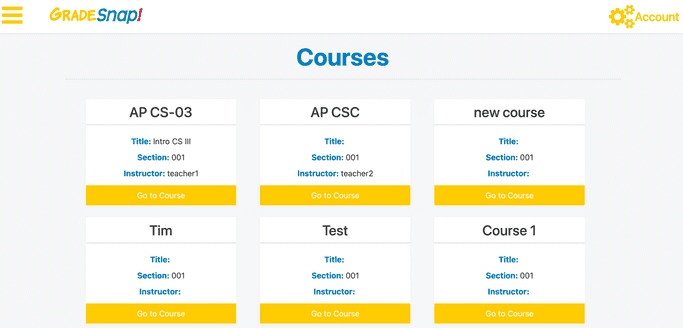 GRADESnap!
Account
Courses
AP CS-03
Title: Intro CS III
Section: 001
Instructor: teacher1
Go to Course
AP CSC
Title:
Section: 001
Instructor: teacher2
Go to Course
new course
Title:
Section: 001
Instructor:
Go to Course
Tim
Title:
Section: 001
Instructor:
Go to Course
Test
Title:
Section: 001
Instructor:
Go to Course
Course 1
Title:
Section: 001
Instructor:
Go to Course